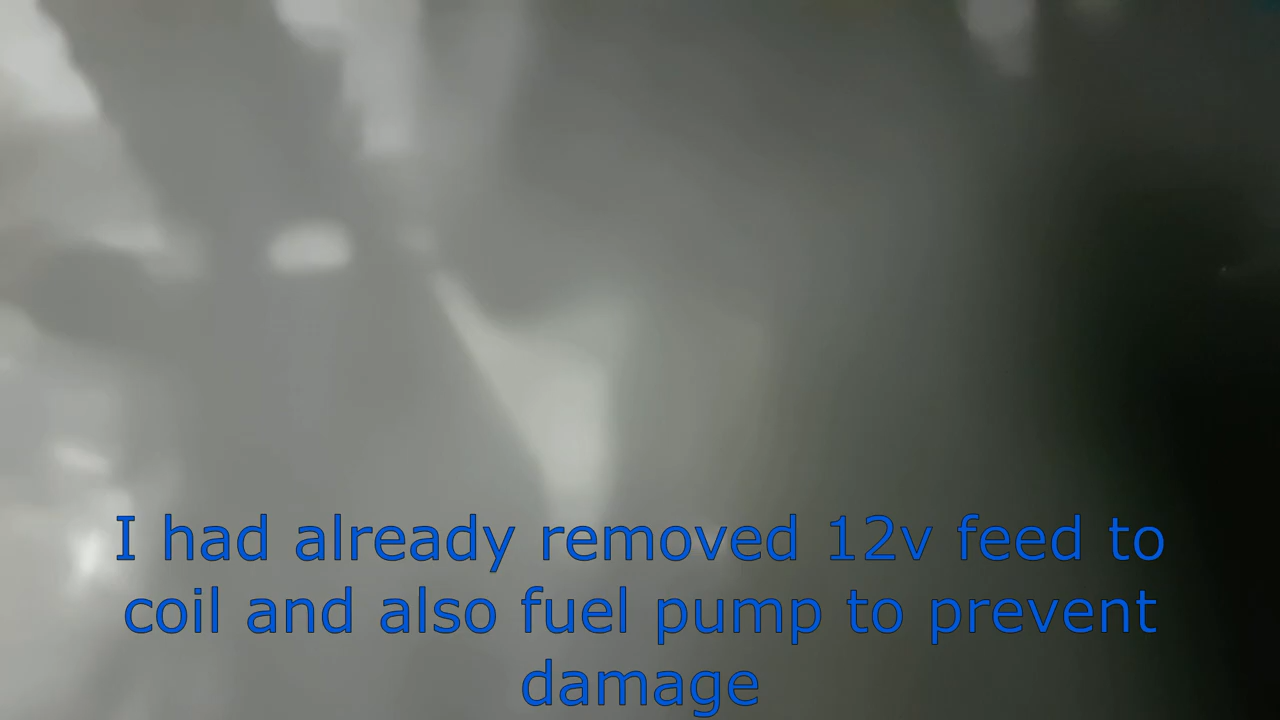 I had already removed 12v feed to
coil and also fuel pump to prevent
damage